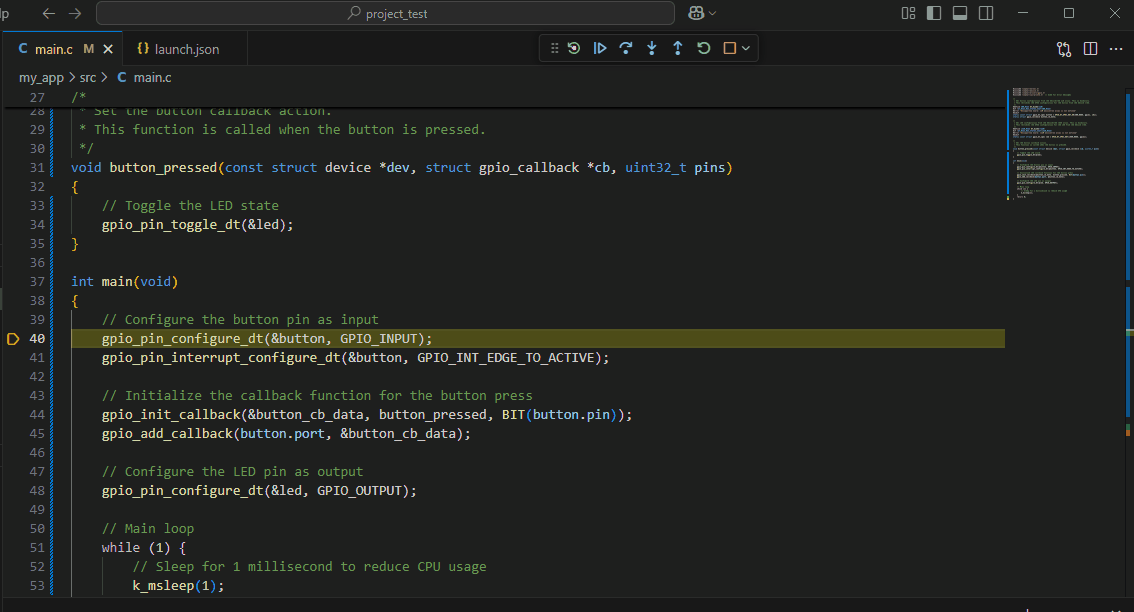 lp
project_test
C main.c M
{} launch.json
my_app > src > C main.c
27 /*
28 * Set the button callback action.
29 * This function is called when the button is pressed.
30 */
31 void button_pressed(const struct device *dev, struct gpio_callback *cb, uint32_t pins)
32 {
33 // Toggle the LED state
34 gpio_pin_toggle_dt(&led);
35 }
36
37 int main(void)
38 {
39 // Configure the button pin as input
40 gpio_pin_configure_dt(&button, GPIO_INPUT);
41 gpio_pin_interrupt_configure_dt(&button, GPIO_INT_EDGE_TO_ACTIVE);
42
43 // Initialize the callback function for the button press
44 gpio_init_callback(&button_cb_data, button_pressed, BIT(button.pin));
45 gpio_add_callback(button.port, &button_cb_data);
46
47 // Configure the LED pin as output
48 gpio_pin_configure_dt(&led, GPIO_OUTPUT);
49
50 // Main loop
51 while (1) {
52 // Sleep for 1 millisecond to reduce CPU usage
53 k_msleep(1);